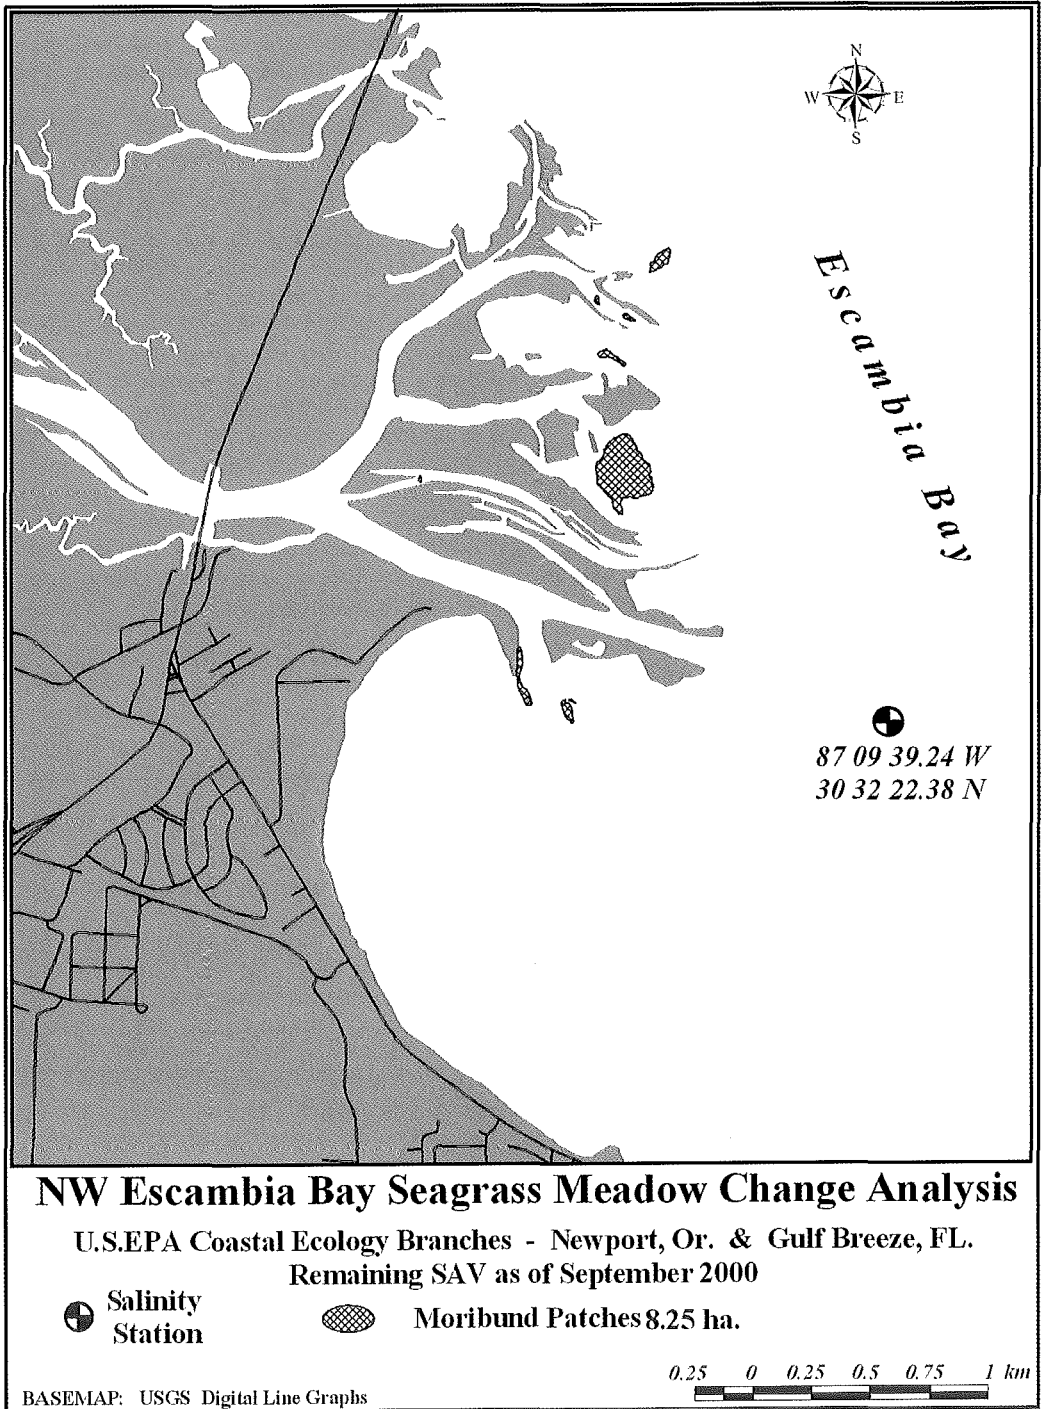 N
W E
S
Escambia Bay
87 09 39.24 W
30 32 22.38 N
NW Escambia Bay Seagrass Meadow Change Analysis
U.S.EPA Coastal Ecology Branches - Newport, Or. & Gulf Breeze, FL.
Remaining SAV as of September 2000
Salinity
Station
Moribund Patches 8.25 ha.
0.25 0 0.25 0.5 0.75 1 km
BASEMAP: USGS Digital Line Graphs